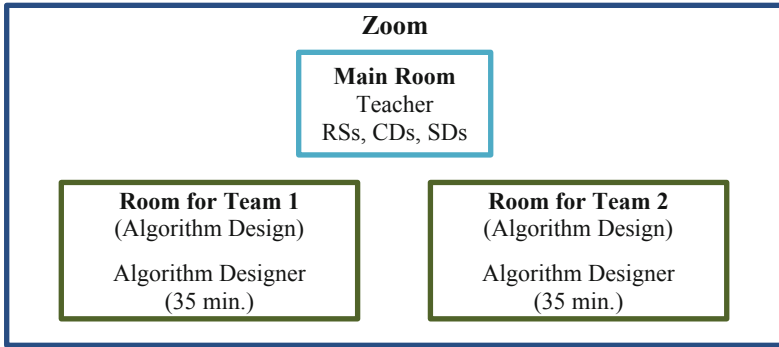 Zoom
Main Room
Teacher
RSs, CDs, SDs
Room for Team 1
(Algorithm Design)
Algorithm Designer
(35 min.)
Room for Team 2
(Algorithm Design)
Algorithm Designer
(35 min.)